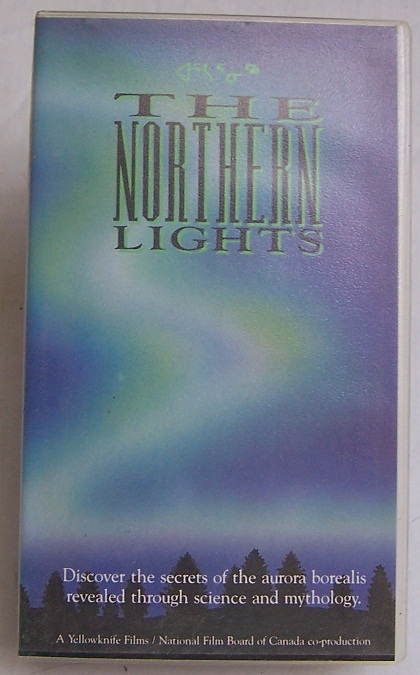 THE
NORTHERN
LIGHTS
Discover the secrets of the aurora borealis
revealed through science and mythology.
A Yellowknife Films / National Film Board of Canada co-production